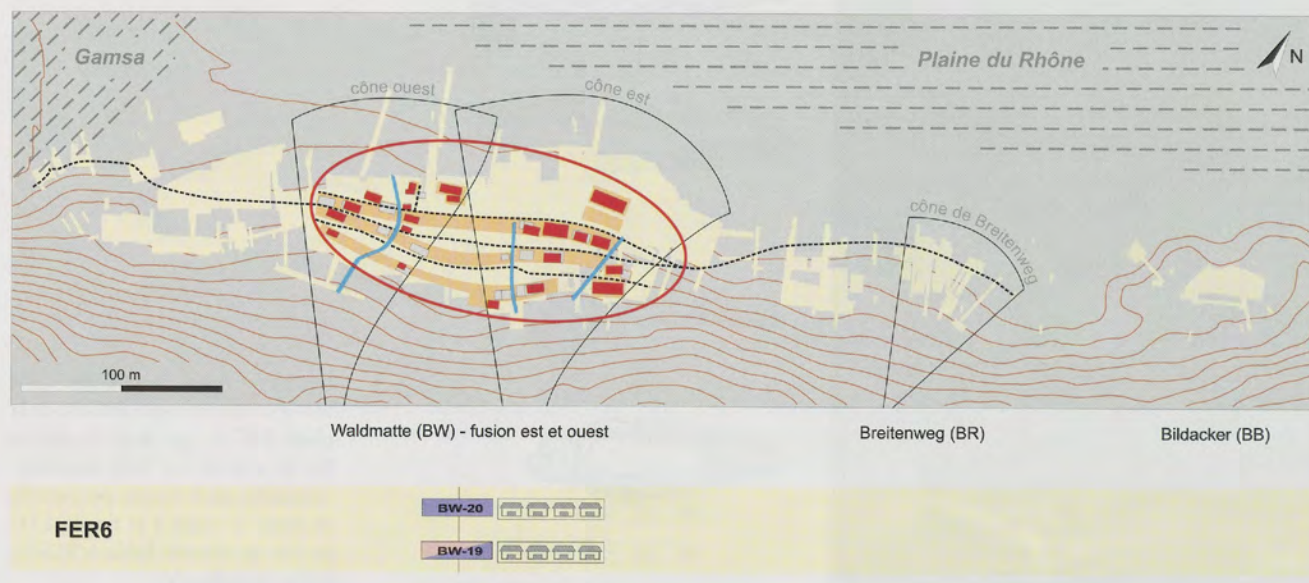 Gamsa
Plaine du Rhône
N
cône ouest
cône est
cône de Breitenweg
100 m
Waldmatte (BW) - fusion est et ouest
Breitenweg (BR)
Bildacker (BB)
FER6
BW-20
BW-19